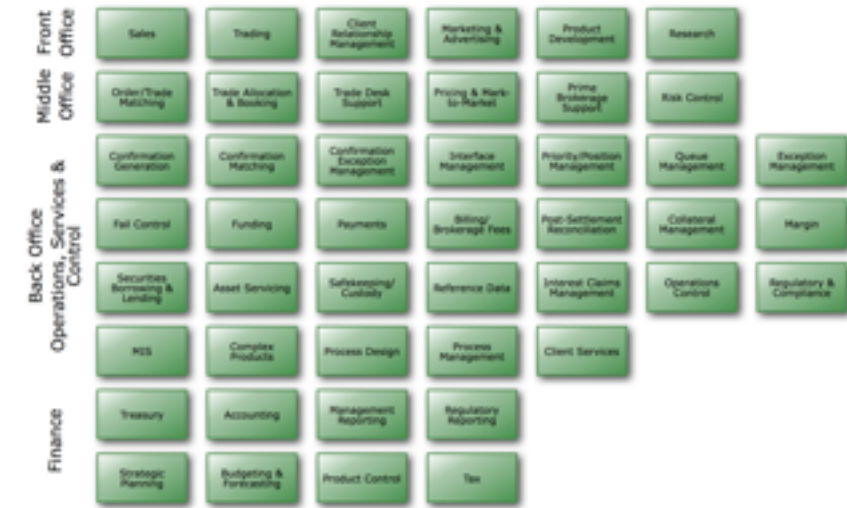 Front
Office
Sales
Trading
Client
Relationship
Management
Marketing &
Advertising
Product
Development
Research
Middle
Office
Order/Trade
Matching
Trade Allocation
& Booking
Trade Desk
Support
Pricing & Mark-
to-Market
Prime
Brokerage
Support
Risk Control
Back Office
Operations, Services &
Control
Confirmation
Generation
Confirmation
Matching
Confirmation
Exception
Management
Interface
Management
Priority/Position
Management
Queue
Management
Exception
Management
Fail Control
Funding
Payments
Billing/
Brokerage Fees
Post-Settlement
Reconciliation
Collateral
Management
Margin
Securities
Borrowing &
Lending
Asset Servicing
Safekeeping/
Custody
Reference Data
Interest Claims
Management
Operations
Control
Regulatory &
Compliance
MIS
Complex
Products
Process Design
Process
Management
Client Services
Finance
Treasury
Accounting
Management
Reporting
Regulatory
Reporting
Strategic
Planning
Budgeting &
Forecasting
Product Control
Tax